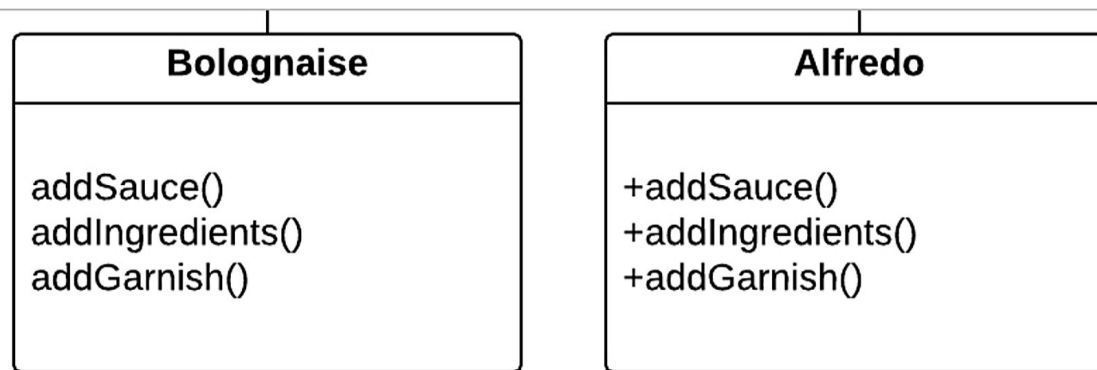 Bolognaise
addSauce()
addIngredients()
addGarnish()
Alfredo
+addSauce()
+addIngredients()
+addGarnish()